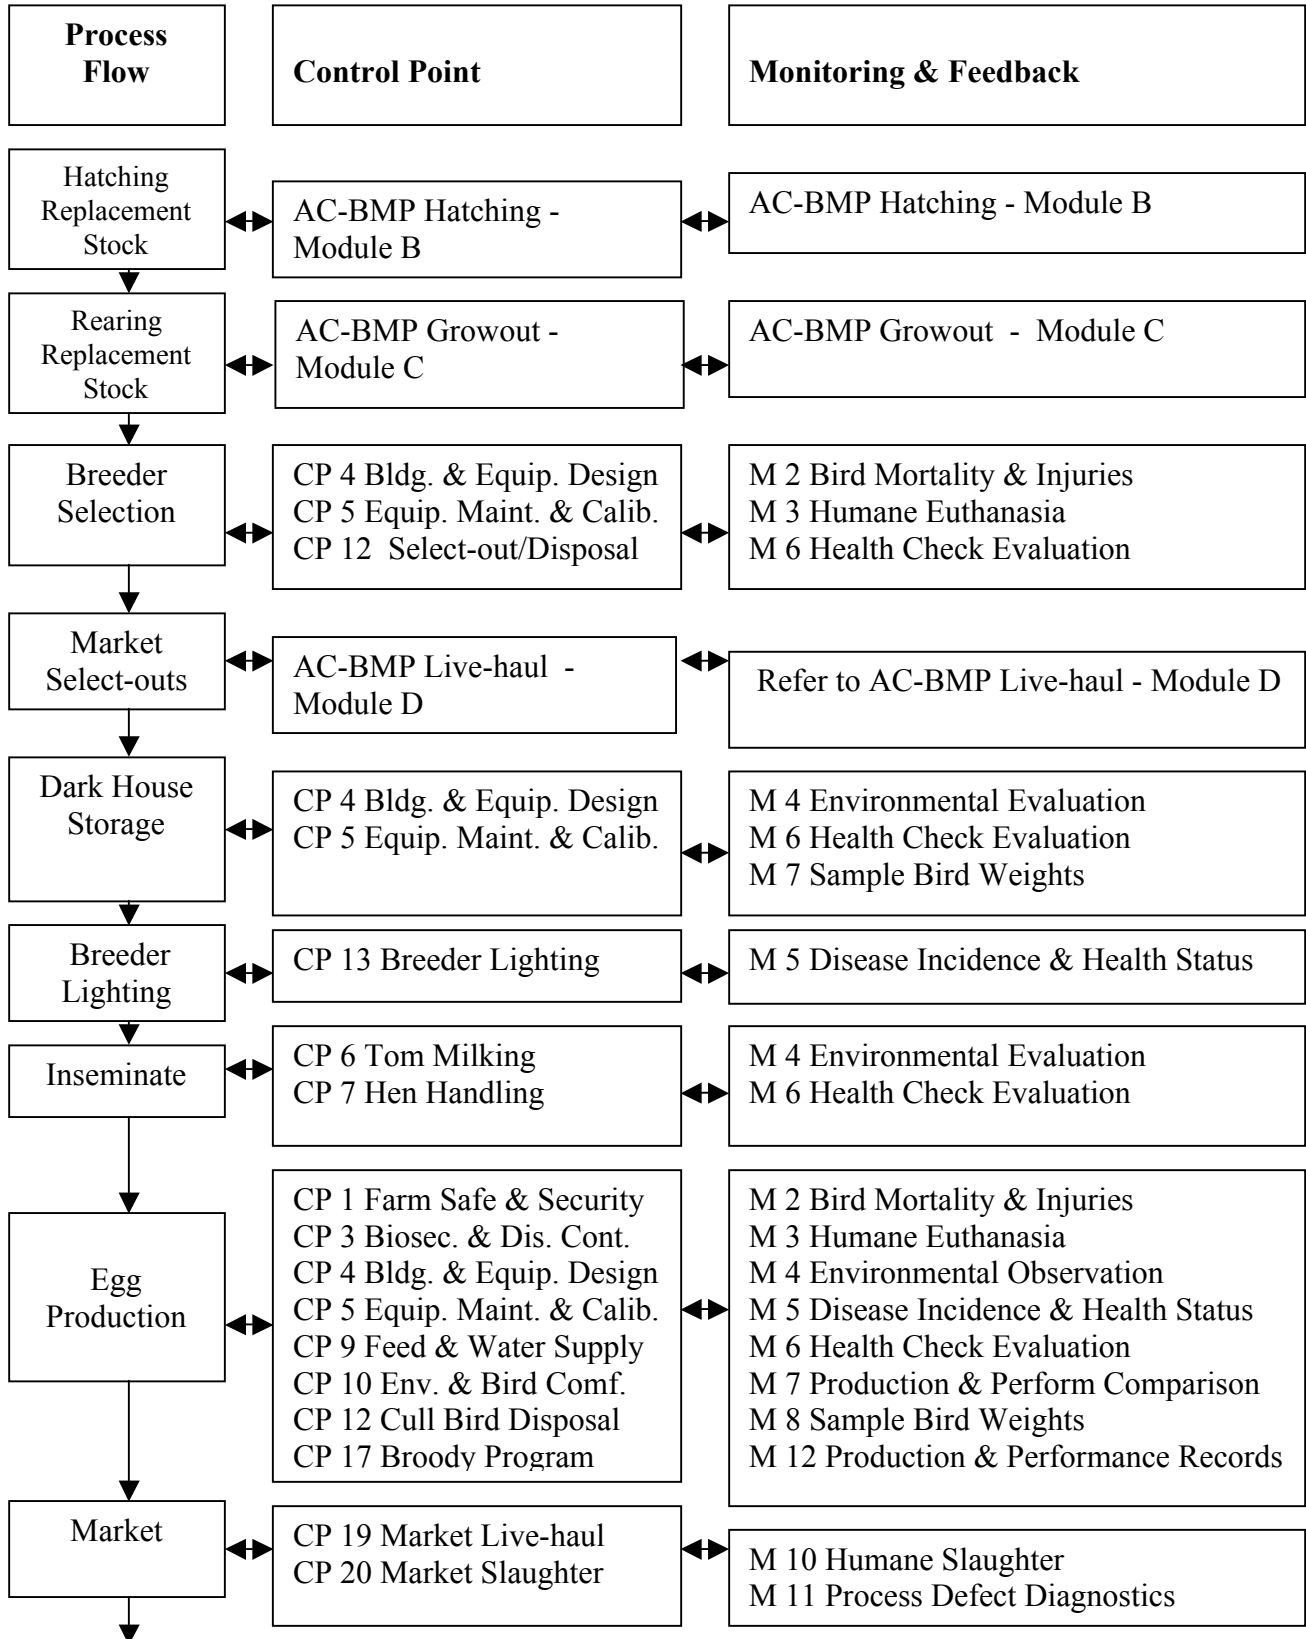 Process
Flow
Control Point
Monitoring & Feedback
Hatching
Replacement
Stock
AC-BMP Hatching -
Module B
AC-BMP Hatching - Module B
Rearing
Replacement
Stock
AC-BMP Growout -
Module C
AC-BMP Growout - Module C
Breeder
Selection
CP 4 Bldg. & Equip. Design
CP 5 Equip. Maint. & Calib.
CP 12 Select-out/Disposal
M 2 Bird Mortality & Injuries
M 3 Humane Euthanasia
M 6 Health Check Evaluation
Market
Select-outs
AC-BMP Live-haul -
Module D
Refer to AC-BMP Live-haul - Module D
Dark House
Storage
CP 4 Bldg. & Equip. Design
CP 5 Equip. Maint. & Calib.
M 4 Environmental Evaluation
M 6 Health Check Evaluation
M 7 Sample Bird Weights
Breeder
Lighting
CP 13 Breeder Lighting
M 5 Disease Incidence & Health Status
Inseminate
CP 6 Tom Milking
CP 7 Hen Handling
M 4 Environmental Evaluation
M 6 Health Check Evaluation
Egg
Production
CP 1 Farm Safe & Security
CP 3 Biosec. & Dis. Cont.
CP 4 Bldg. & Equip. Design
CP 5 Equip. Maint. & Calib.
CP 9 Feed & Water Supply
CP 10 Env. & Bird Comf.
CP 12 Cull Bird Disposal
CP 17 Broody Program
M 2 Bird Mortality & Injuries
M 3 Humane Euthanasia
M 4 Environmental Observation
M 5 Disease Incidence & Health Status
M 6 Health Check Evaluation
M 7 Production & Perform Comparison
M 8 Sample Bird Weights
M 12 Production & Performance Records
Market
CP 19 Market Live-haul
CP 20 Market Slaughter
M 10 Humane Slaughter
M 11 Process Defect Diagnostics